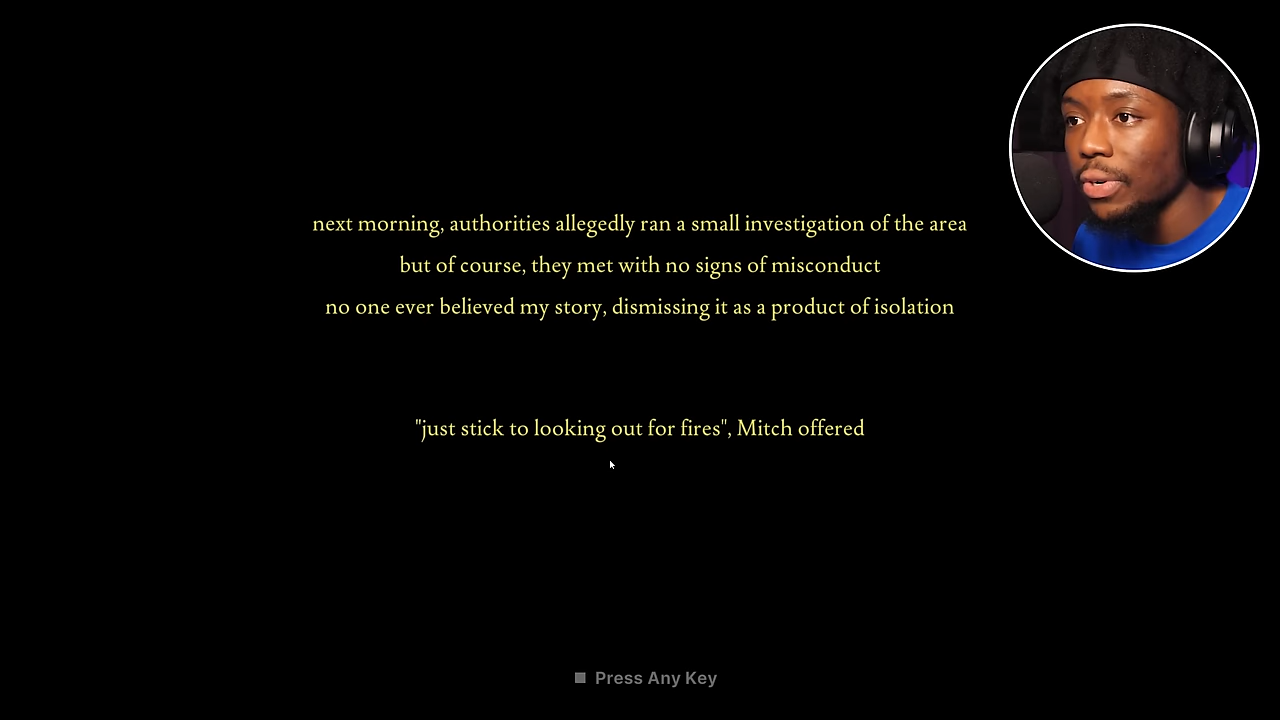 next morning, authorities allegedly ran a small investigation of the area
but of course, they met with no signs of misconduct
no one ever believed my story, dismissing it as a product of isolation
"just stick to looking out for fires", Mitch offered
Press Any Key